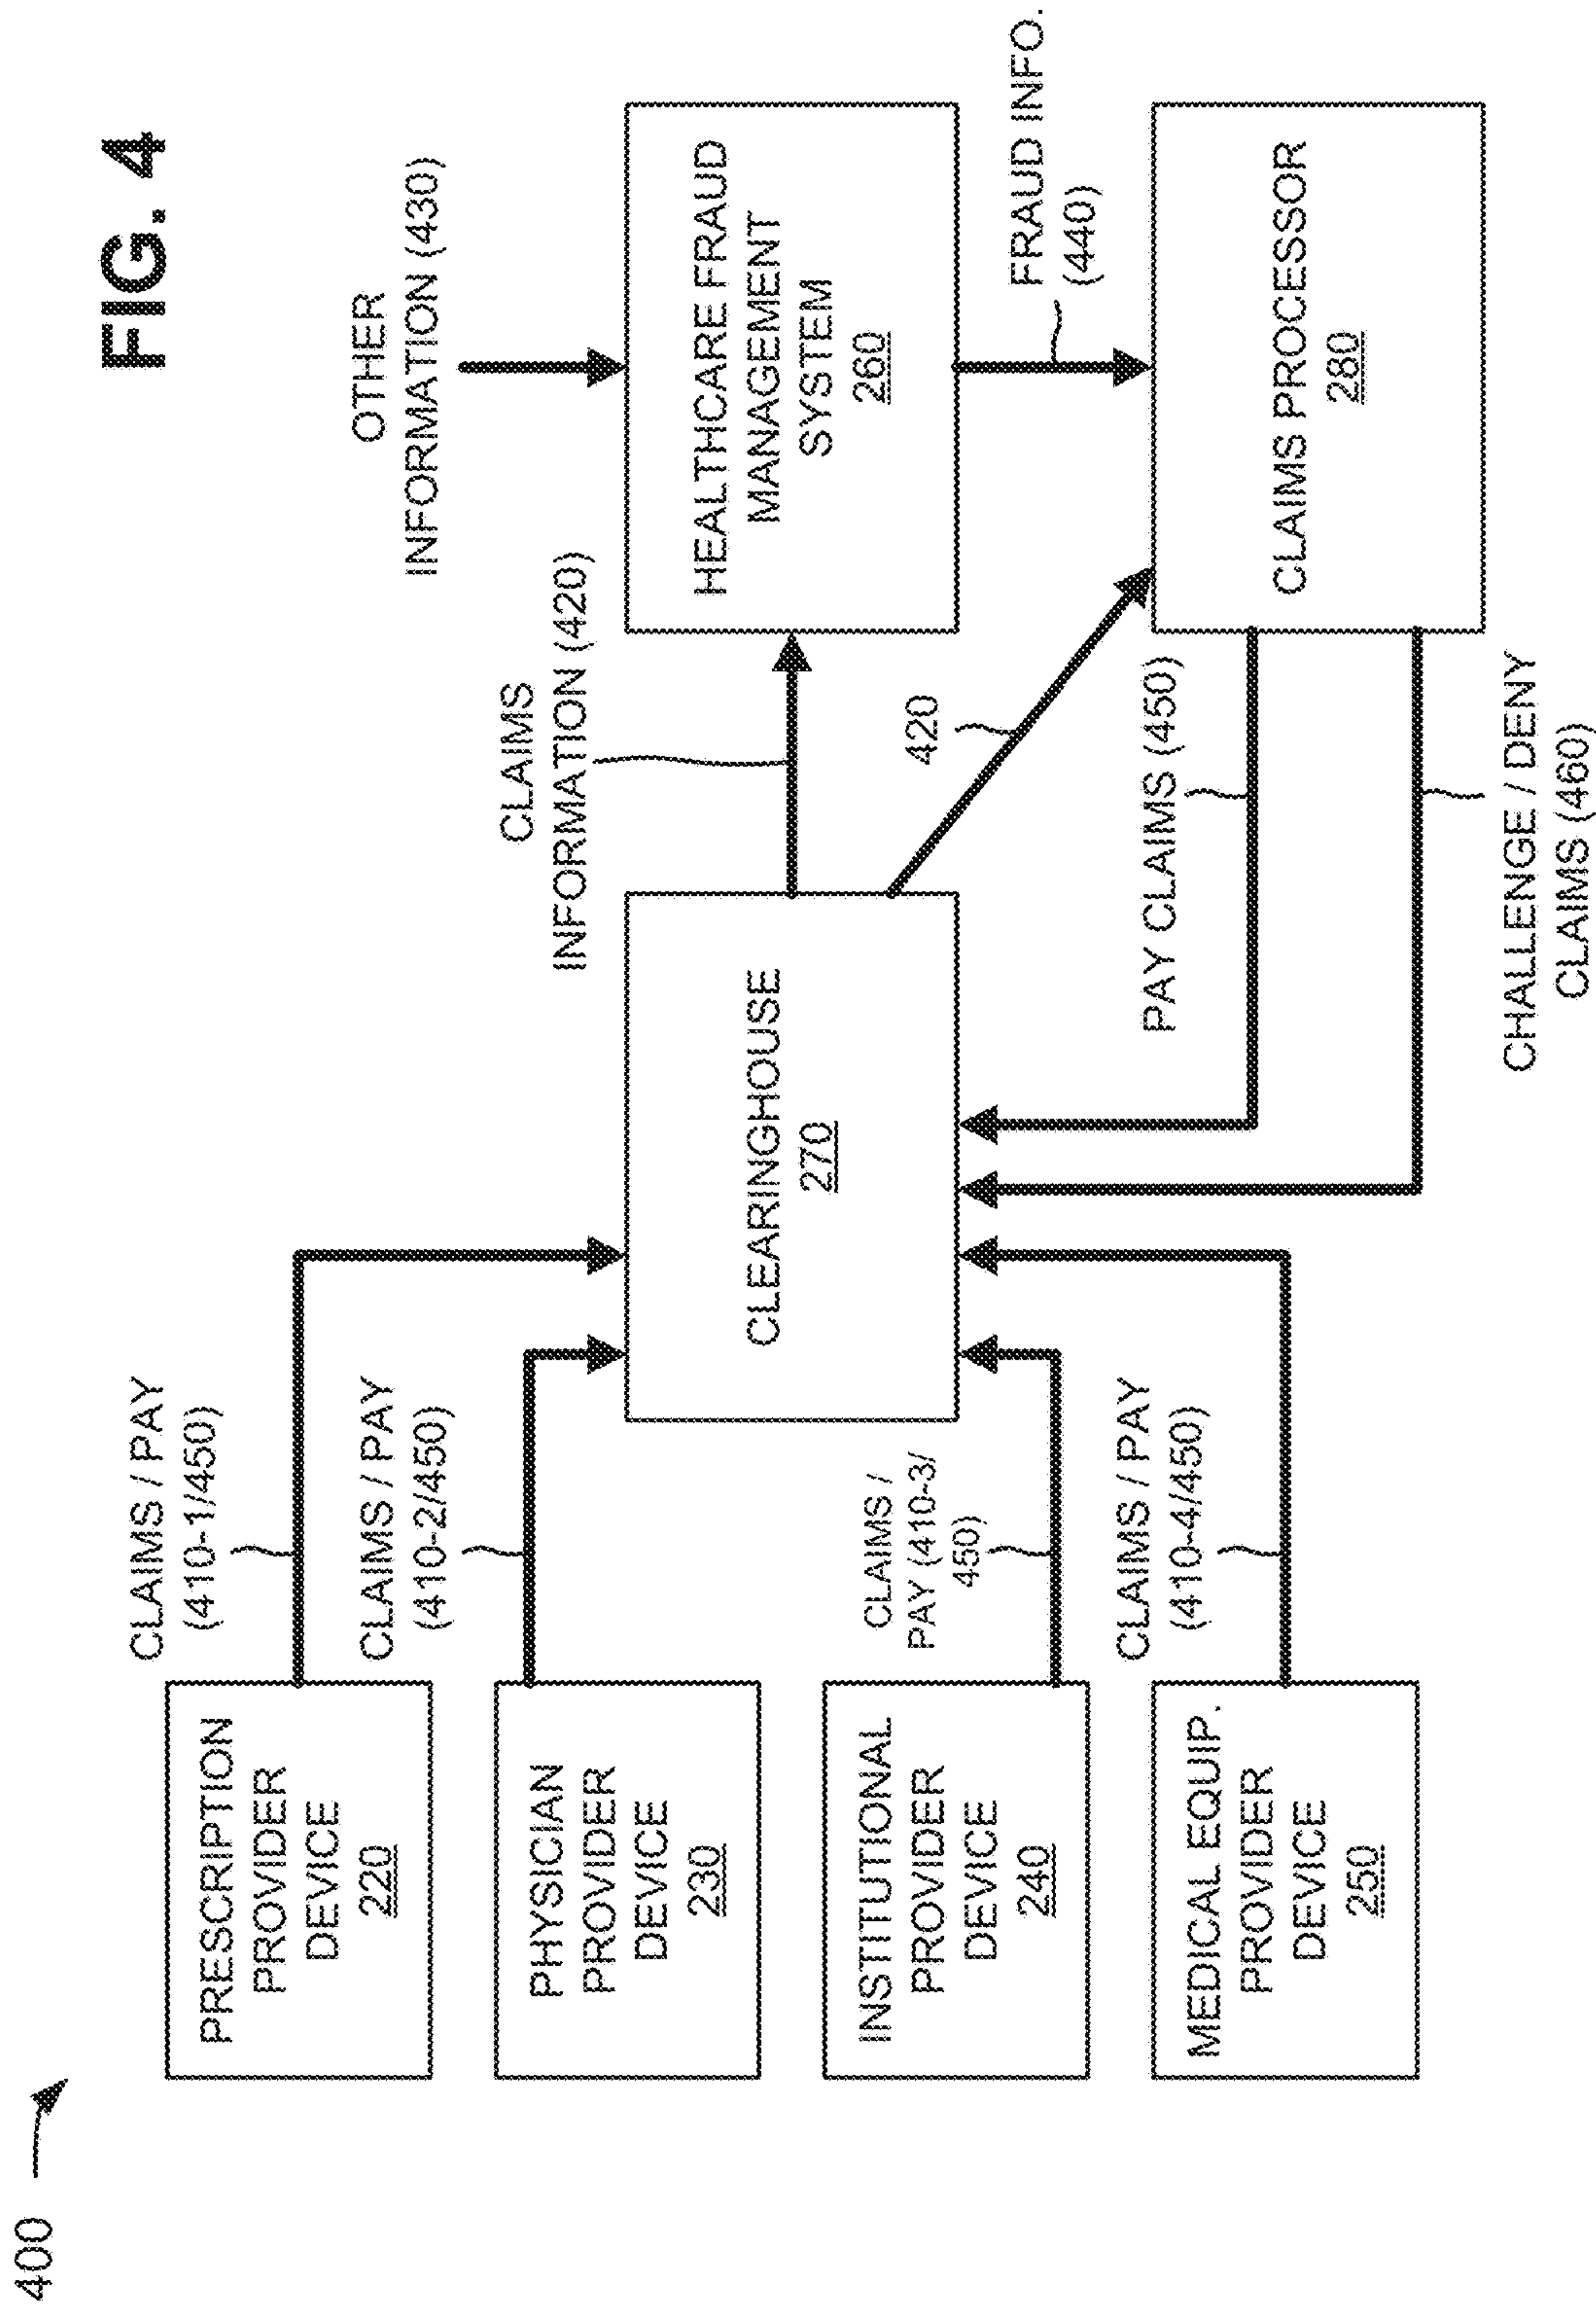 400
FIG. 4
PRESCRIPTION
PROVIDER
DEVICE
220
CLAIMS / PAY
(410-1/450)
PHYSICIAN
PROVIDER
DEVICE
230
CLAIMS / PAY
(410-2/450)
INSTITUTIONAL
PROVIDER
DEVICE
240
CLAIMS /
PAY (410-3/
450)
MEDICAL EQUIP.
PROVIDER
DEVICE
250
CLAIMS / PAY
(410-4/450)
CLEARINGHOUSE
270
CLAIMS
INFORMATION (420)
420
OTHER
INFORMATION (430)
HEALTHCARE FRAUD
MANAGEMENT
SYSTEM
260
FRAUD INFO.
(440)
CLAIMS PROCESSOR
280
PAY CLAIMS (450)
CHALLENGE / DENY
CLAIMS (460)